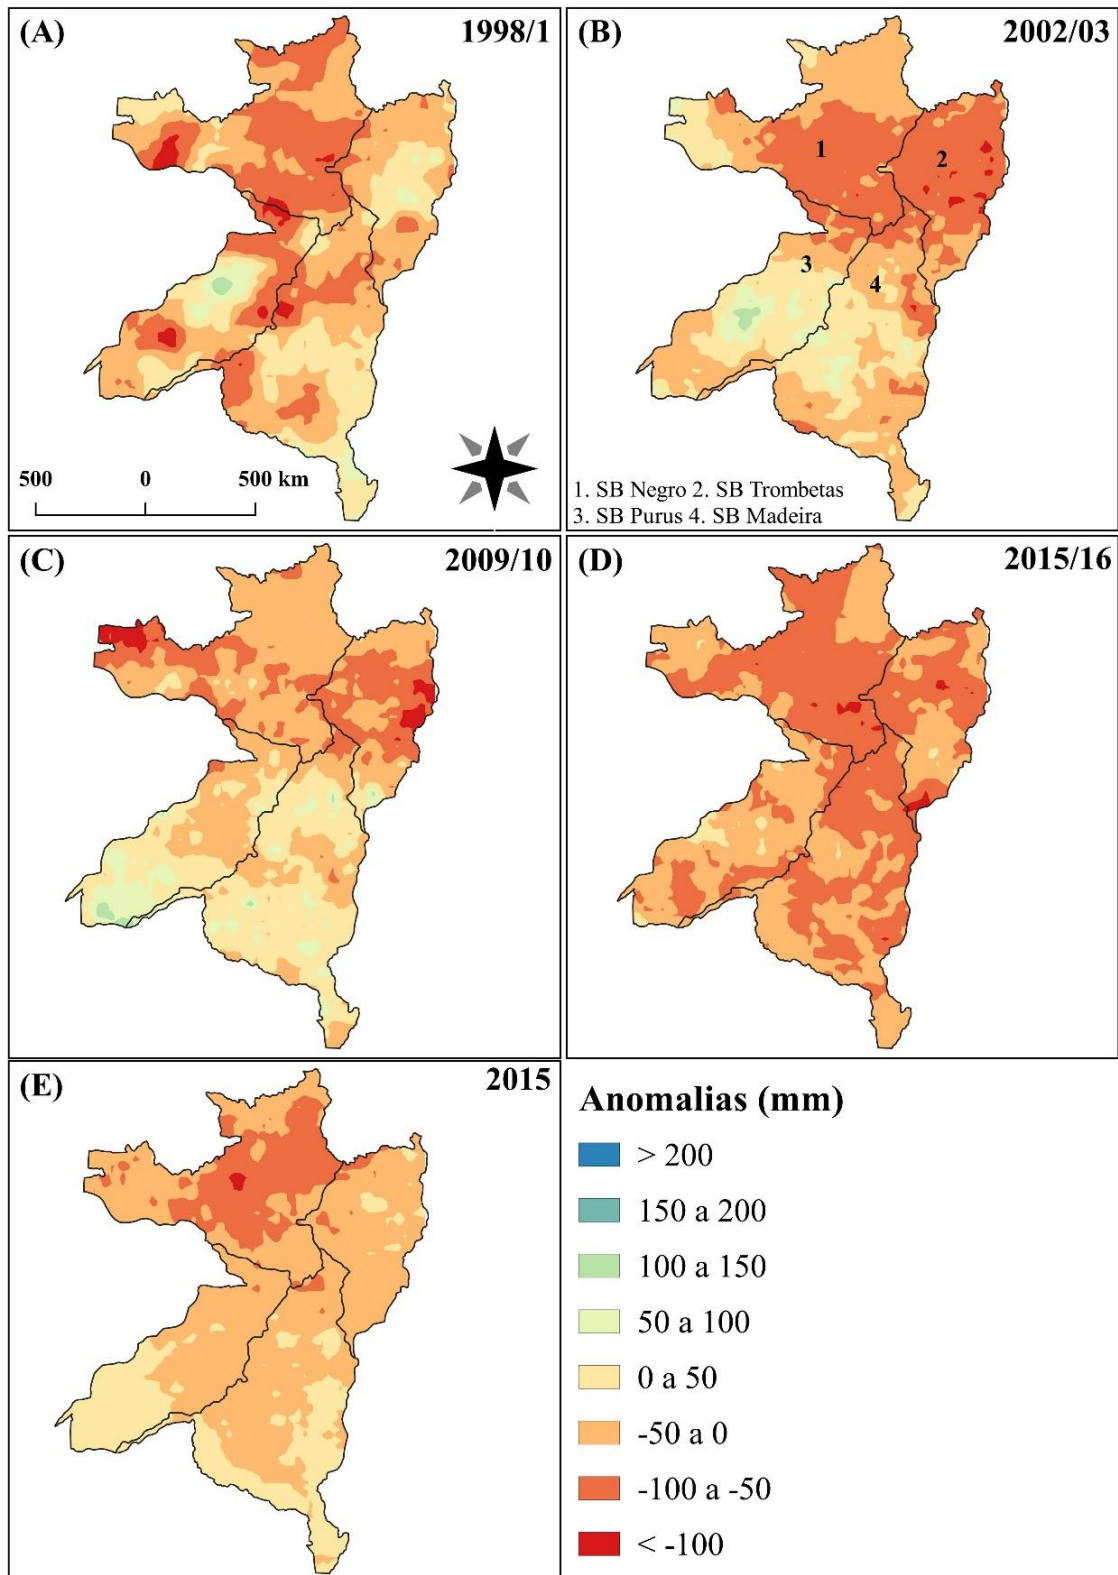 (A) 1998/1
500 0 500 km
(B) 2002/03
1
2
3
4
1. SB Negro 2. SB Trombetas
3. SB Purus 4. SB Madeira
(C) 2009/10
(D) 2015/16
(E) 2015
Anomalias (mm)
> 200
150 a 200
100 a 150
50 a 100
0 a 50
-50 a 0
-100 a -50
< -100